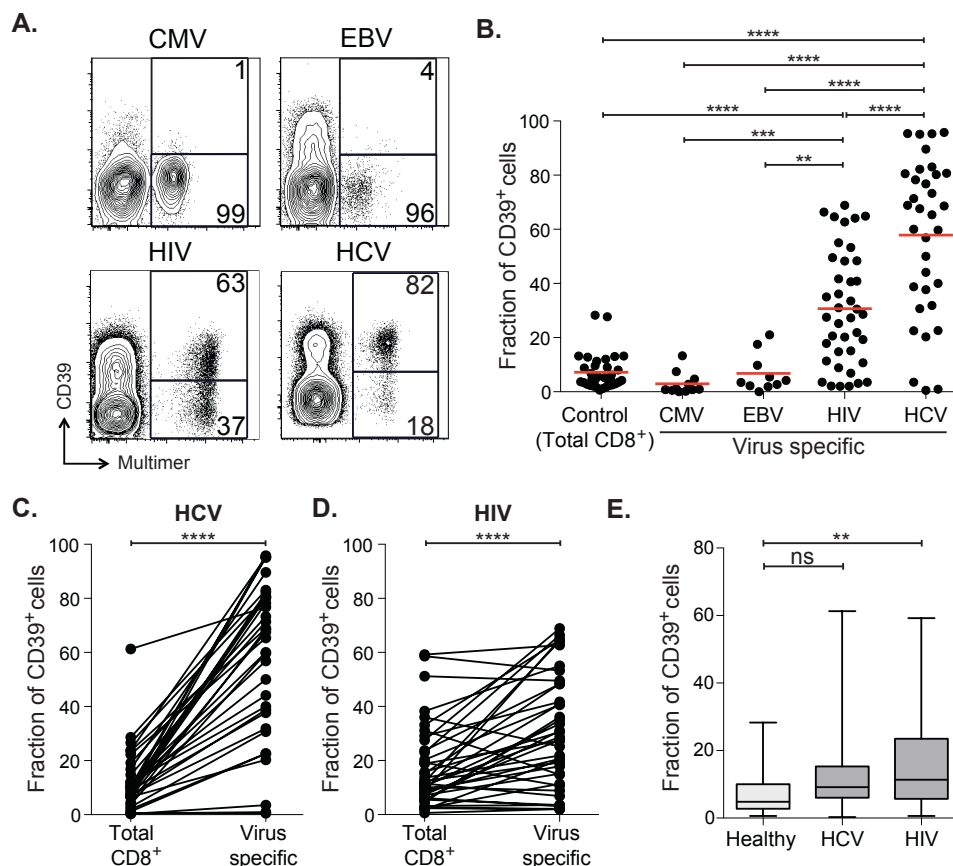 A.
CMV
EBV
1
4
99
96
HIV
HCV
63
82
37
18
CD39
Multimer
B.
****
****
****
**** ****
***
**
Fraction of CD39+ cells
100
80
60
40
20
0
Control
(Total CD8+)
CMV
EBV
HIV
HCV
Virus specific
C.
HCV
****
Fraction of CD39+ cells
100
80
60
40
20
0
Total
CD8+
Virus
specific
D.
HIV
****
Fraction of CD39+ cells
100
80
60
40
20
0
Total
CD8+
Virus
specific
E.
**
ns
Fraction of CD39+ cells
80
60
40
20
0
Healthy
HCV
HIV